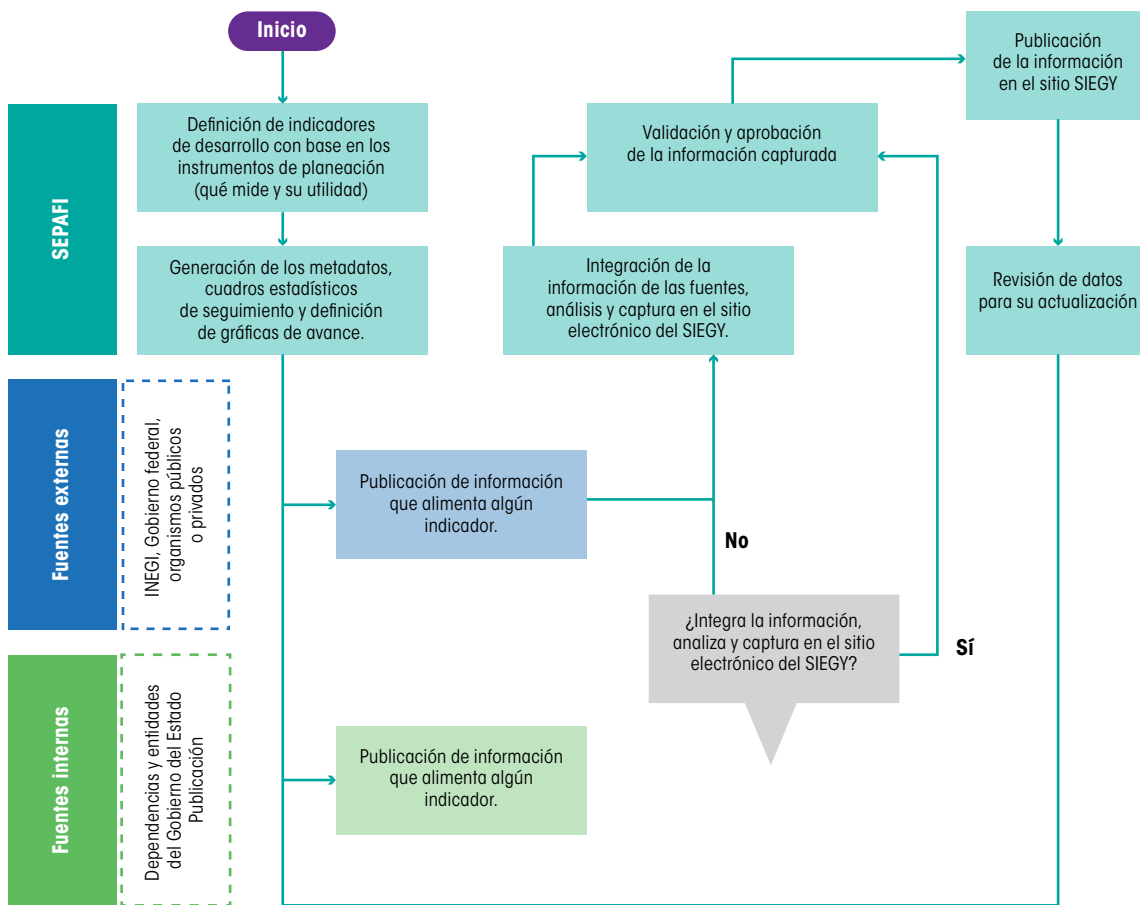 Inicio
Definición de indicadores
de desarrollo con base en los
instrumentos de planeación
(qué mide y su utilidad)
Validación y aprobación
de la información capturada
Publicación
de la información
en el sitio SIEGY
SEPAFI
Generación de los metadatos,
cuadros estadísticos
de seguimiento y definición
de gráficas de avance.
Integración de la
información de las fuentes,
análisis y captura en el sitio
electrónico del SIEGY.
Revisión de datos
para su actualización
Fuentes externas
INEGI, Gobierno federal,
organismos públicos
o privados
Publicación de información
que alimenta algún
indicador.
No
¿Integra la información,
analiza y captura en el sitio
electrónico del SIEGY?
Sí
Fuentes internas
Dependencias y entidades
del Gobierno del Estado
Publicación
Publicación de información
que alimenta algún
indicador.